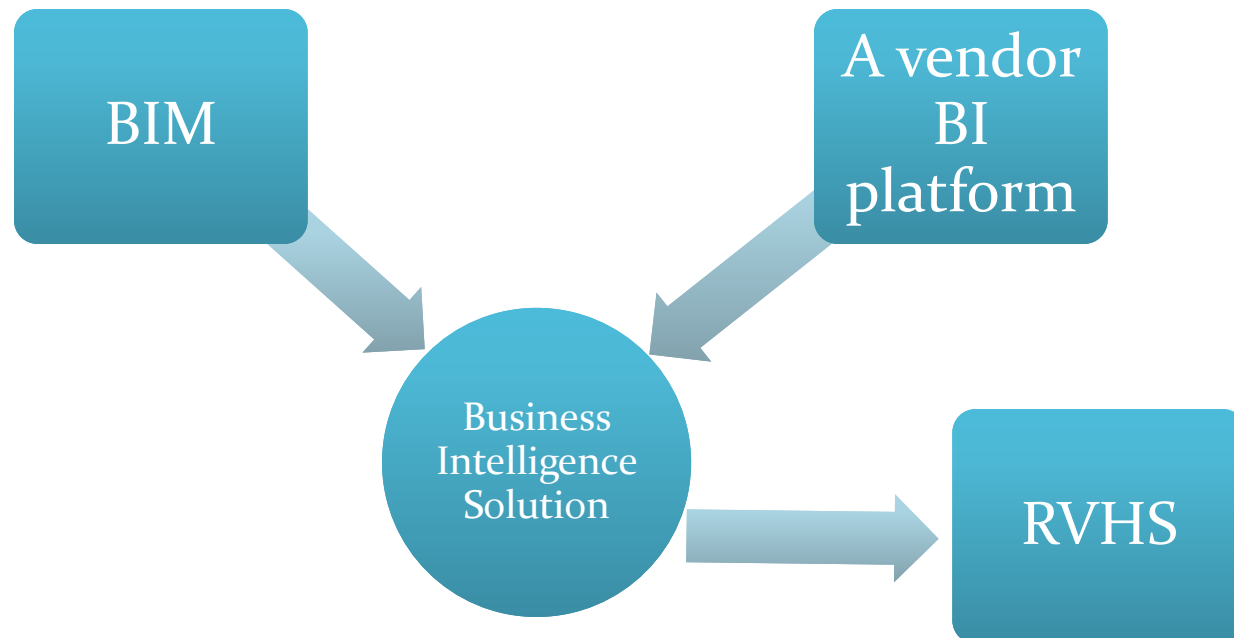 BIM
A vendor
BI
platform
Business
Intelligence
Solution
RVHS